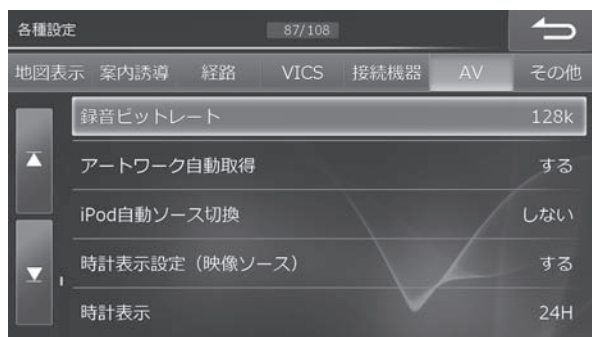 各種設定 87/108
地図表示 案内誘導 経路 VICS 接続機器 AV その他
録音ビットレート 128k
アートワーク自動取得 する
iPod自動ソース切換 しない
時計表示設定（映像ソース） する
時計表示 24H